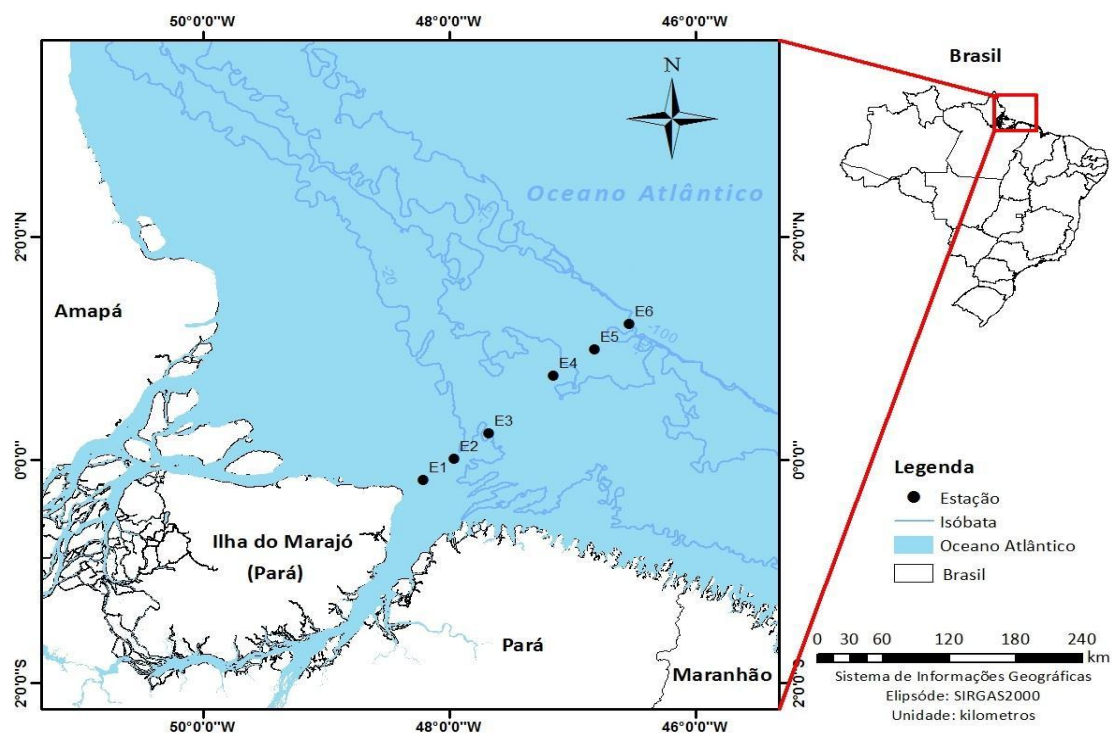 50°0'0"W 48°0'0"W 46°0'0"W
Brasil
N
Oceano Atlântico
2°0'0"N
2°0'0"N
-20
Amapá
E6
-100
E5
E4
E3
E2
E1
0°0'0"
0°0'0"
Ilha do Marajó
(Pará)
Pará
Maranhão
2°0'0"S
2°0'0"S
50°0'0"W 48°0'0"W 46°0'0"W
Legenda
Estação
Isóbata
Oceano Atlântico
Brasil
0 30 60 120 180 240
km
Sistema de Informações Geográficas
Elipsóde: SIRGAS2000
Unidade: kilometros